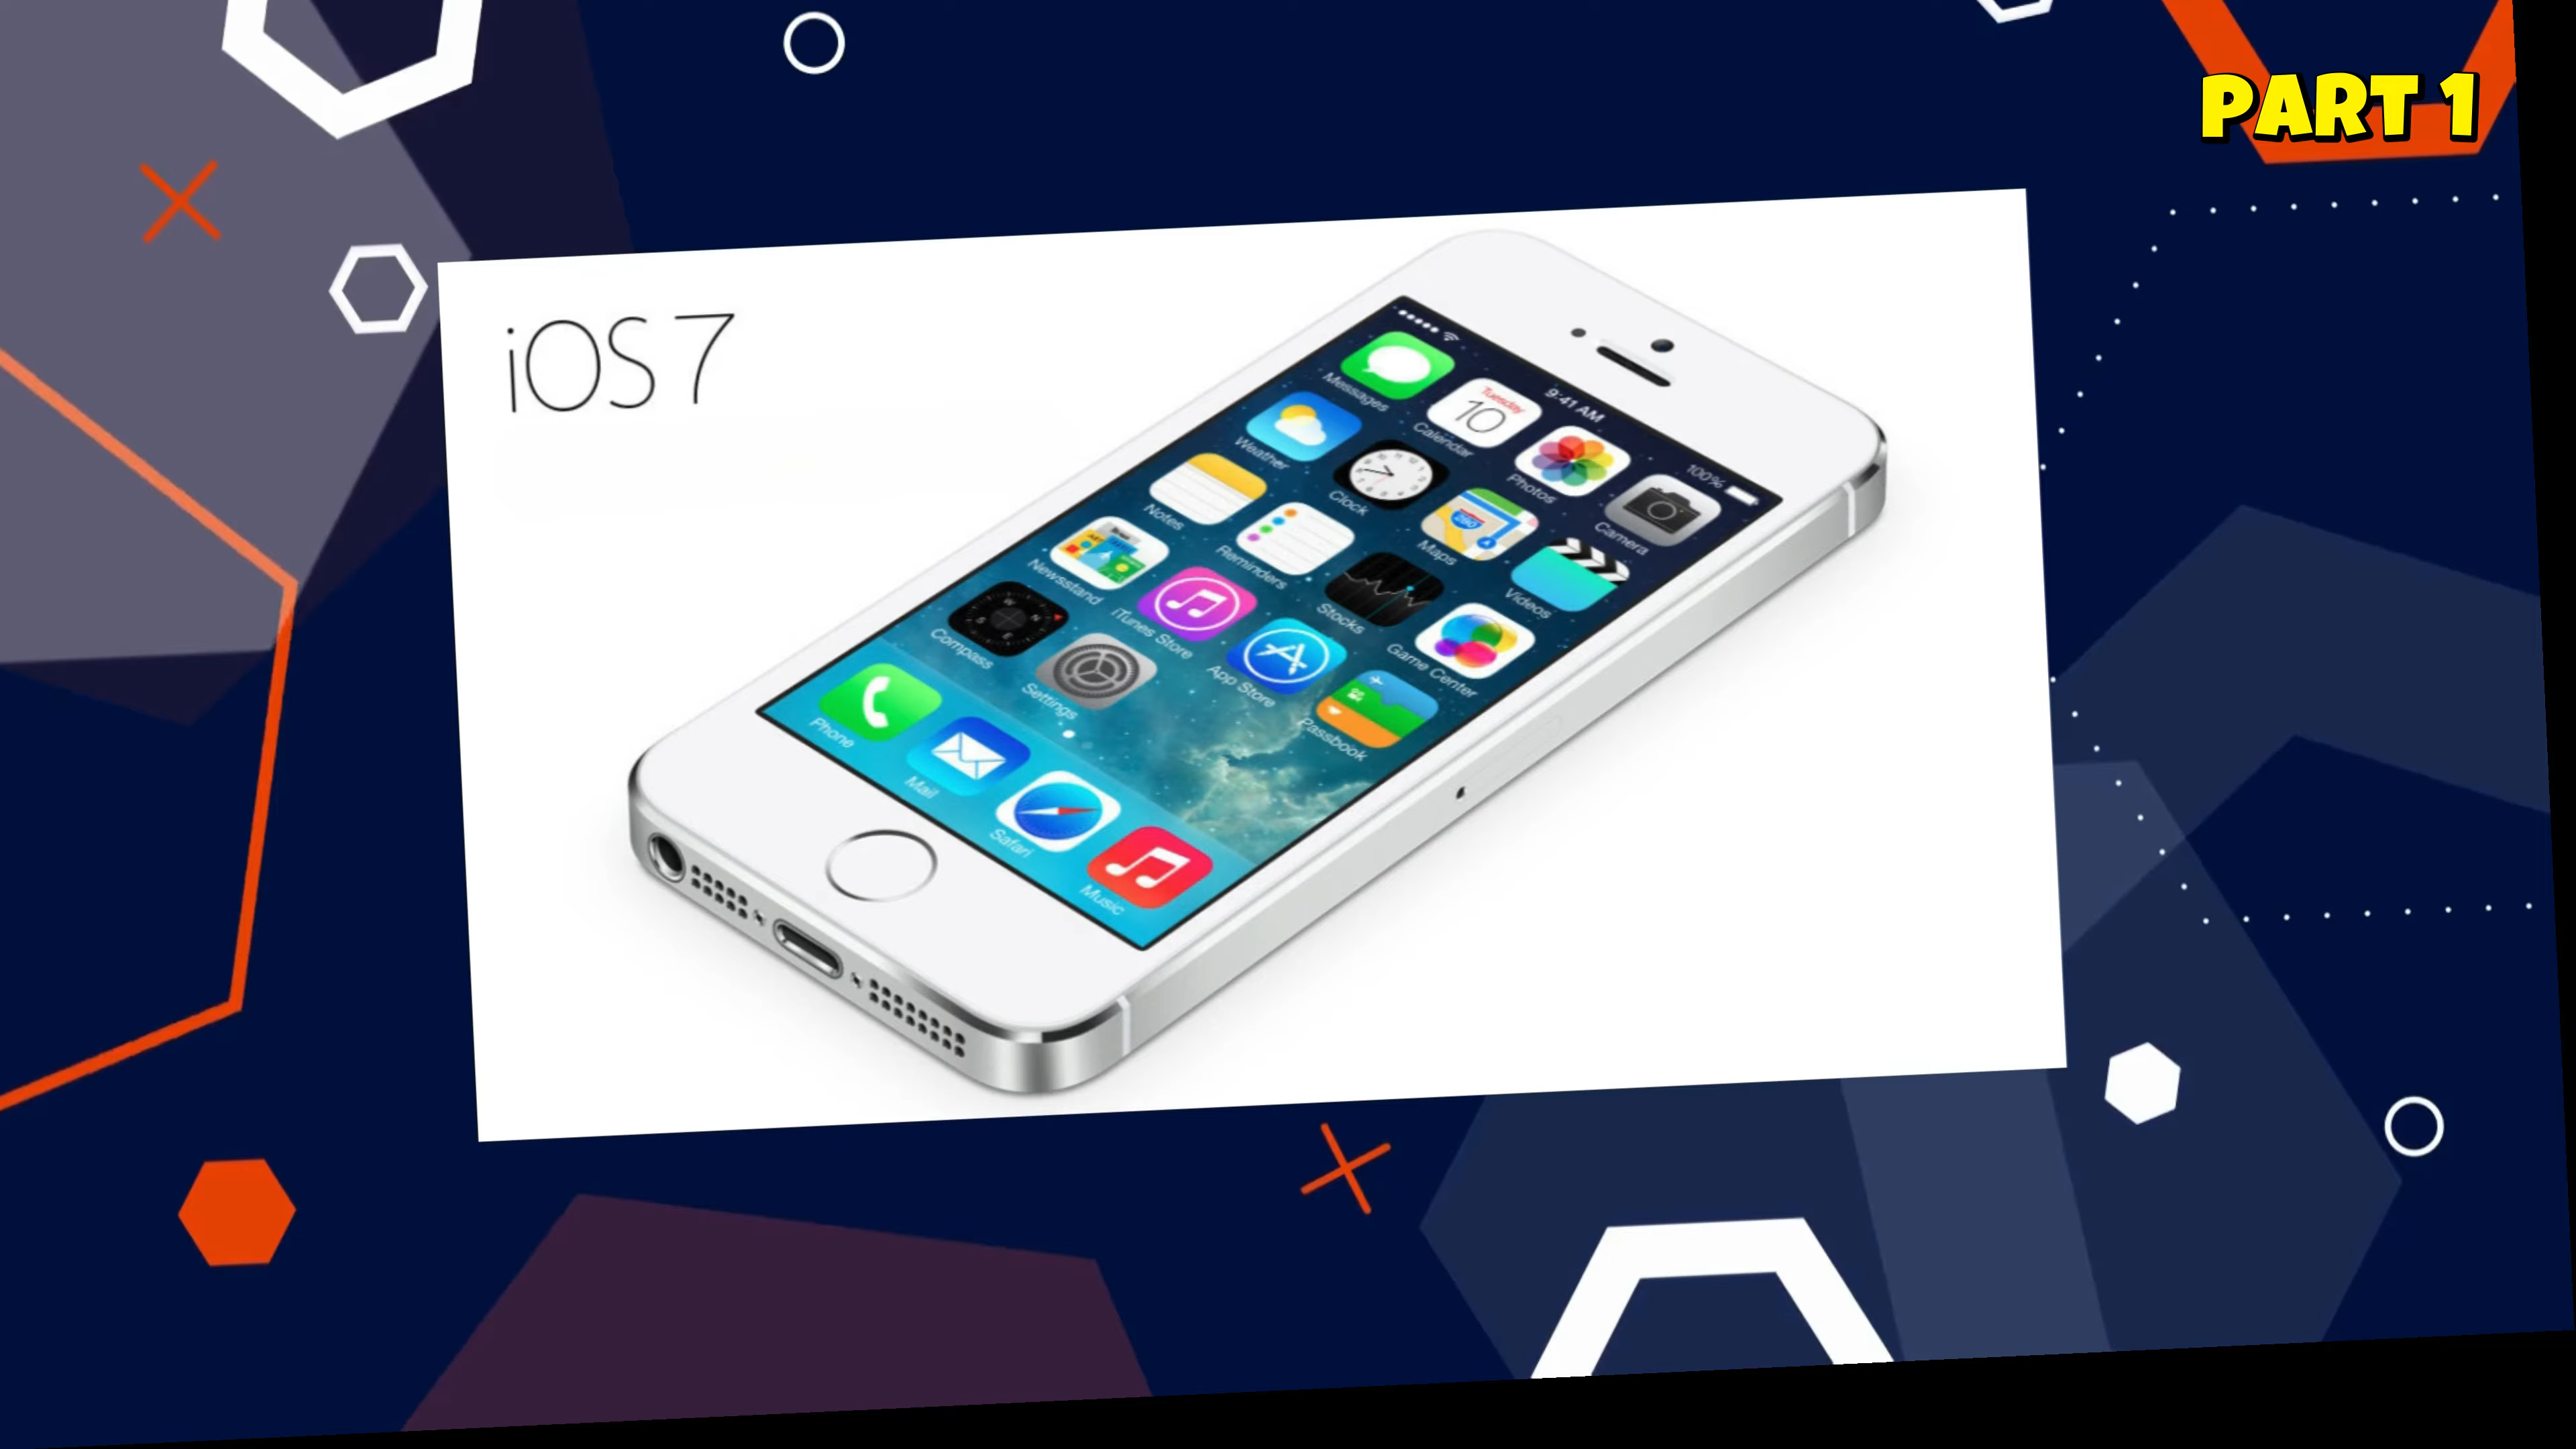 PART 1
iOS 7
9:41 AM
100%
Messages
Tuesday
10
Calendar
Photos
Camera
Weather
Clock
280
Maps
Videos
Notes
Reminders
Stocks
Game Center
Newsstand
iTunes Store
App Store
Passbook
Compass
Settings
Phone
Mail
Safari
Music